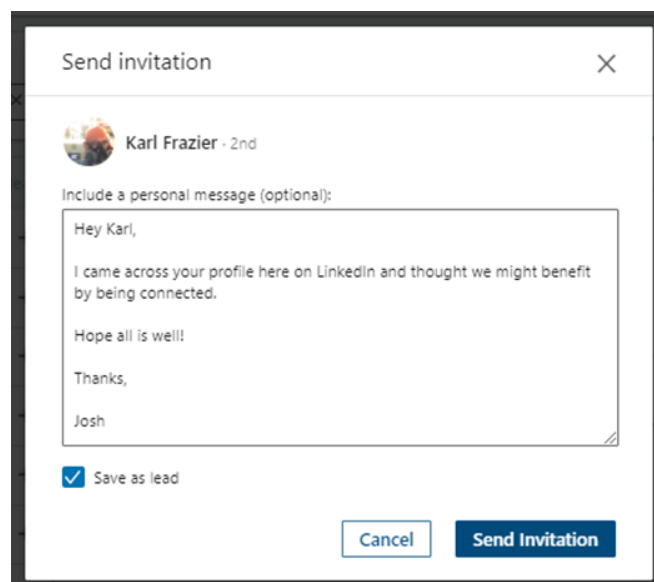 Send invitation
Karl Frazier · 2nd
Include a personal message (optional):
Hey Karl,
I came across your profile here on LinkedIn and thought we might benefit
by being connected.
Hope all is well!
Thanks,
Josh
Save as lead
Cancel
Send Invitation